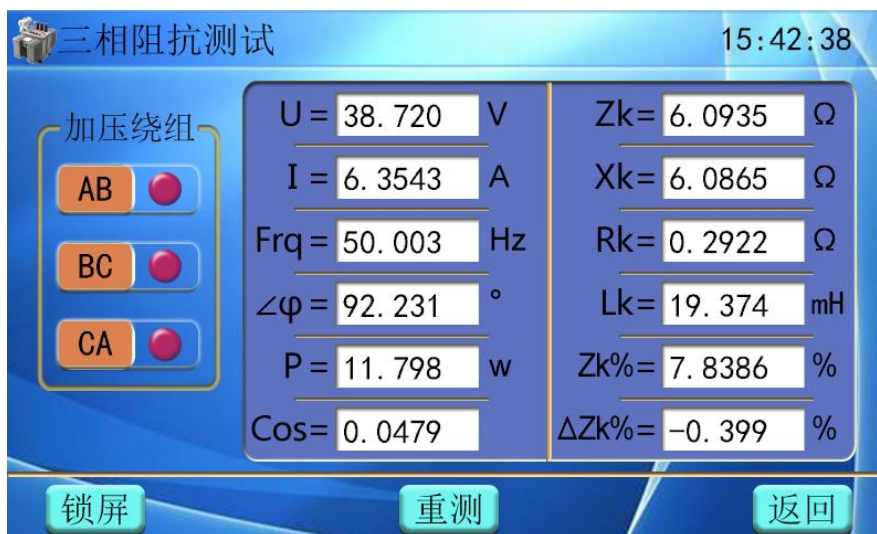 三相阻抗测试 15:42:38
加压绕组
AB
BC
CA
U = 38.720 V
I = 6.3543 A
Frq = 50.003 Hz
∠φ = 92.231 °
P = 11.798 w
Cos= 0.0479
Zk= 6.0935 Ω
Xk= 6.0865 Ω
Rk= 0.2922 Ω
Lk= 19.374 mH
Zk%= 7.8386 %
ΔZk%= -0.399 %
锁屏 重测 返回